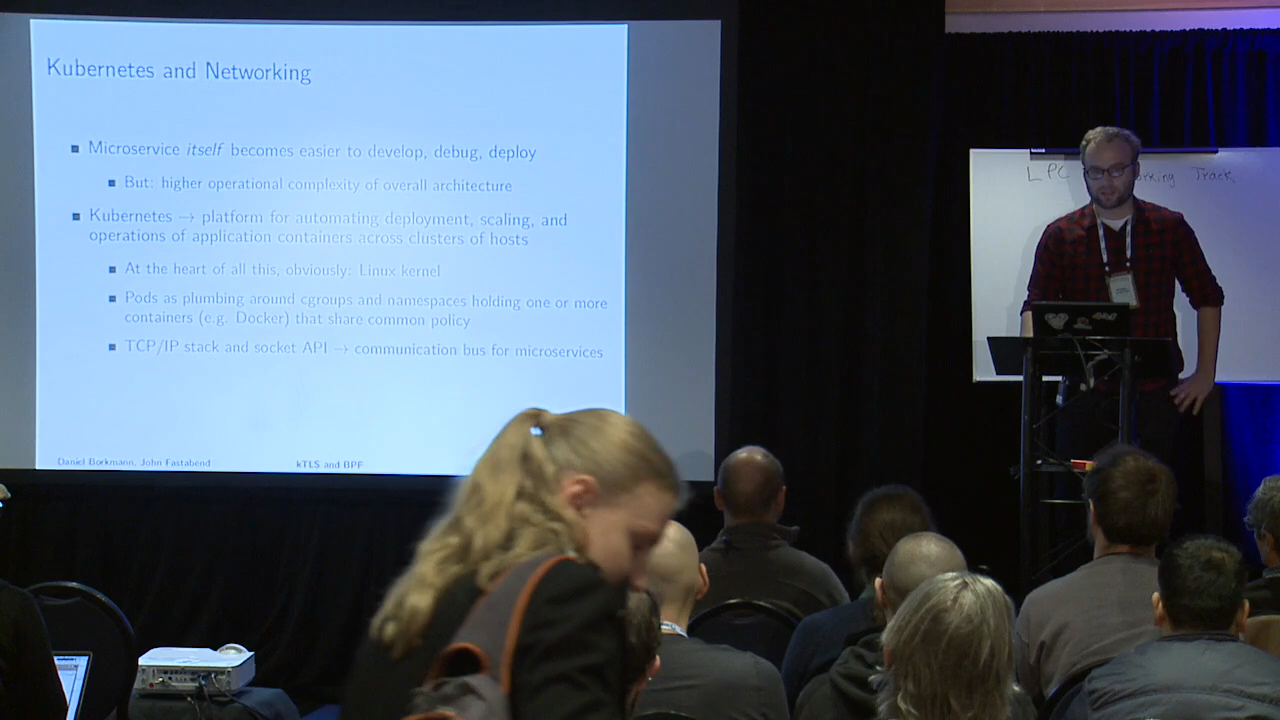 Kubernetes and Networking
Microservice itself becomes easier to develop, debug, deploy
But: higher operational complexity of overall architecture
Kubernetes → platform for automating deployment, scaling, and
operations of application containers across clusters of hosts
At the heart of all this, obviously: Linux kernel
Pods as plumbing around cgroups and namespaces holding one or more
containers (e.g. Docker) that share common policy
TCP/IP stack and socket API → communication bus for microservices
Daniel Borkmann, John Fastabend
kTLS and BPF
LPC Track